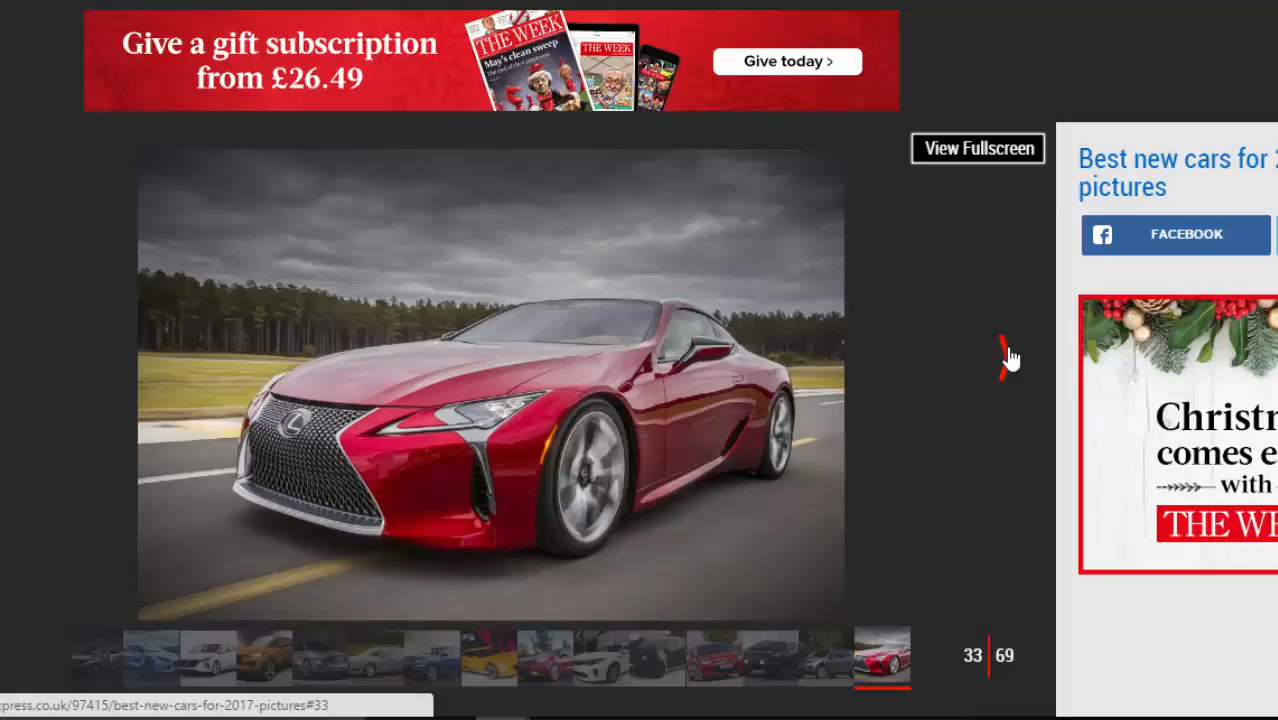 Give a gift subscription
from £26.49
THE WEEK
May's clean sweep
THE WEEK
Give today >
View Fullscreen
Best new cars for
pictures
FACEBOOK
Christ
comes e
with
THE WE
33 69
press.co.uk/97415/best-new-cars-for-2017-pictures#33